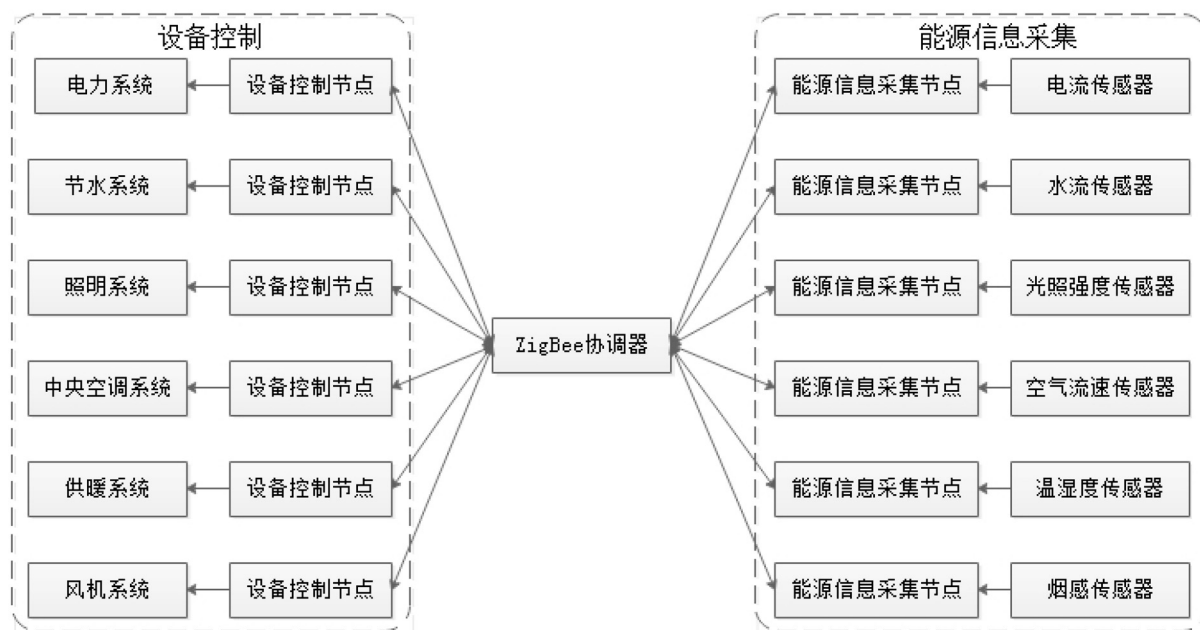 设备控制
能源信息采集
电力系统
设备控制节点
能源信息采集节点
电流传感器
节水系统
设备控制节点
能源信息采集节点
水流传感器
照明系统
设备控制节点
能源信息采集节点
光照强度传感器
ZigBee协调器
中央空调系统
设备控制节点
能源信息采集节点
空气流速传感器
供暖系统
设备控制节点
能源信息采集节点
温湿度传感器
风机系统
设备控制节点
能源信息采集节点
烟感传感器